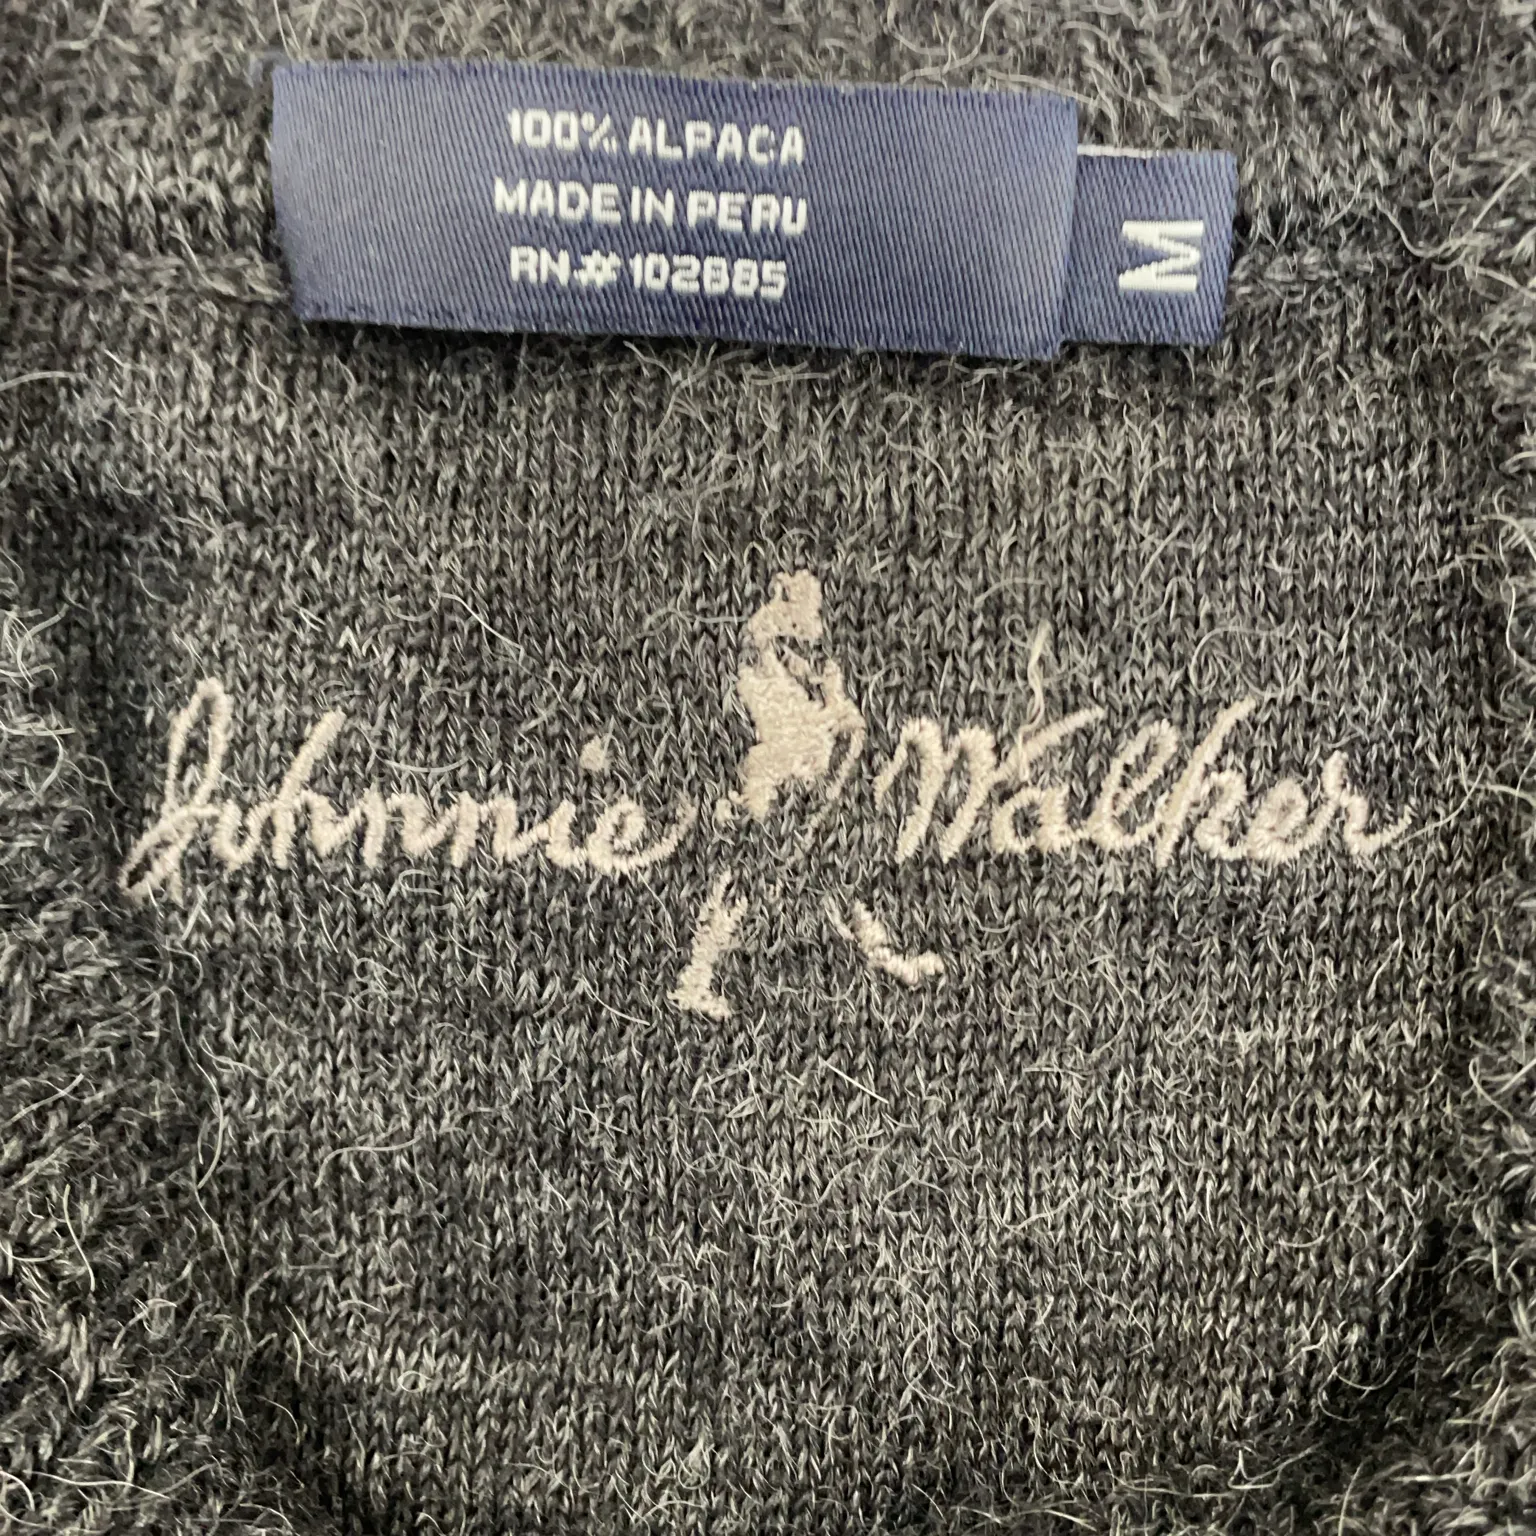 100% ALPACA
MADE IN PERU
RN# 102885
M
Johnnie Walker